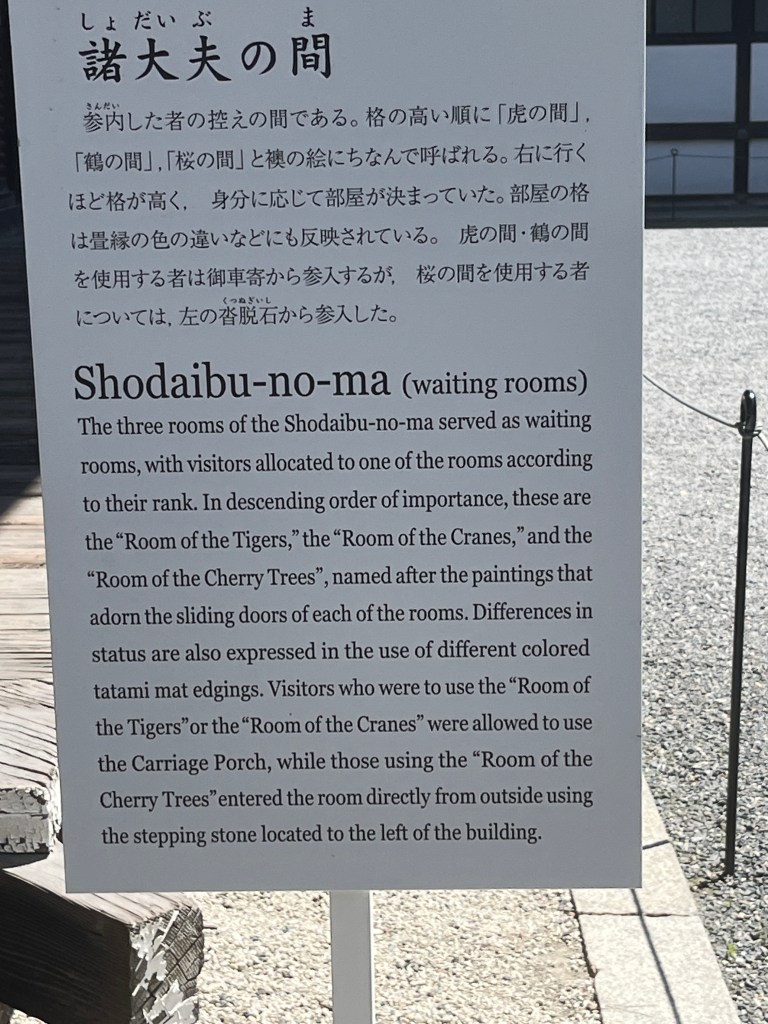 しょだいぶ ま
諸大夫の間
さんだい
参内した者の控えの間である。格の高い順に「虎の間」,
「鶴の間」,「桜の間」と襖の絵にちなんで呼ばれる。右に行く
ほど格が高く， 身分に応じて部屋が決まっていた。部屋の格
は畳縁の色の違いなどにも反映されている。 虎の間・鶴の間
を使用する者は御車寄から参入するが， 桜の間を使用する者
くつぬぎいし
については，左の沓脱石から参入した。
Shodaibu-no-ma (waiting rooms)
The three rooms of the Shodaibu-no-ma served as waiting
rooms, with visitors allocated to one of the rooms according
to their rank. In descending order of importance, these are
the “Room of the Tigers,” the “Room of the Cranes,” and the
“Room of the Cherry Trees”, named after the paintings that
adorn the sliding doors of each of the rooms. Differences in
status are also expressed in the use of different colored
tatami mat edgings. Visitors who were to use the “Room of
the Tigers”or the “Room of the Cranes” were allowed to use
the Carriage Porch, while those using the “Room of the
Cherry Trees”entered the room directly from outside using
the stepping stone located to the left of the building.